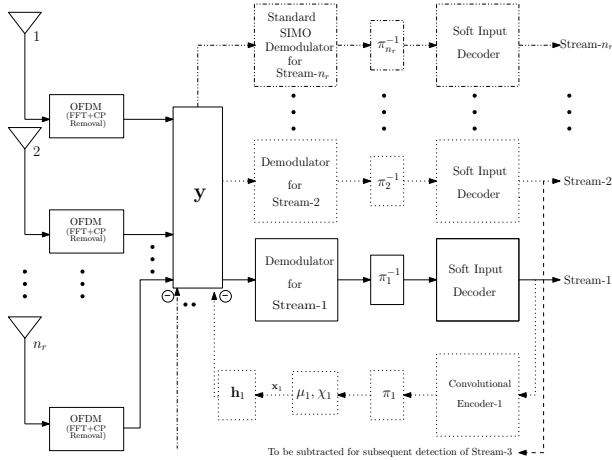 1
OFDM
(FFT+CP
Removal)
2
OFDM
(FFT+CP
Removal)
n_r
OFDM
(FFT+CP
Removal)
y
Standard
SIMO
Demodulator
for
Stream-n_r
π_{n_r}^{-1}
Soft Input
Decoder
Stream-n_r
Demodulator
for
Stream-2
π_2^{-1}
Soft Input
Decoder
Stream-2
Demodulator
for
Stream-1
π_1^{-1}
Soft Input
Decoder
Stream-1
h_1
x_1
μ_1, χ_1
π_1
Convolutional
Encoder-1
To be subtracted for subsequent detection of Stream-3